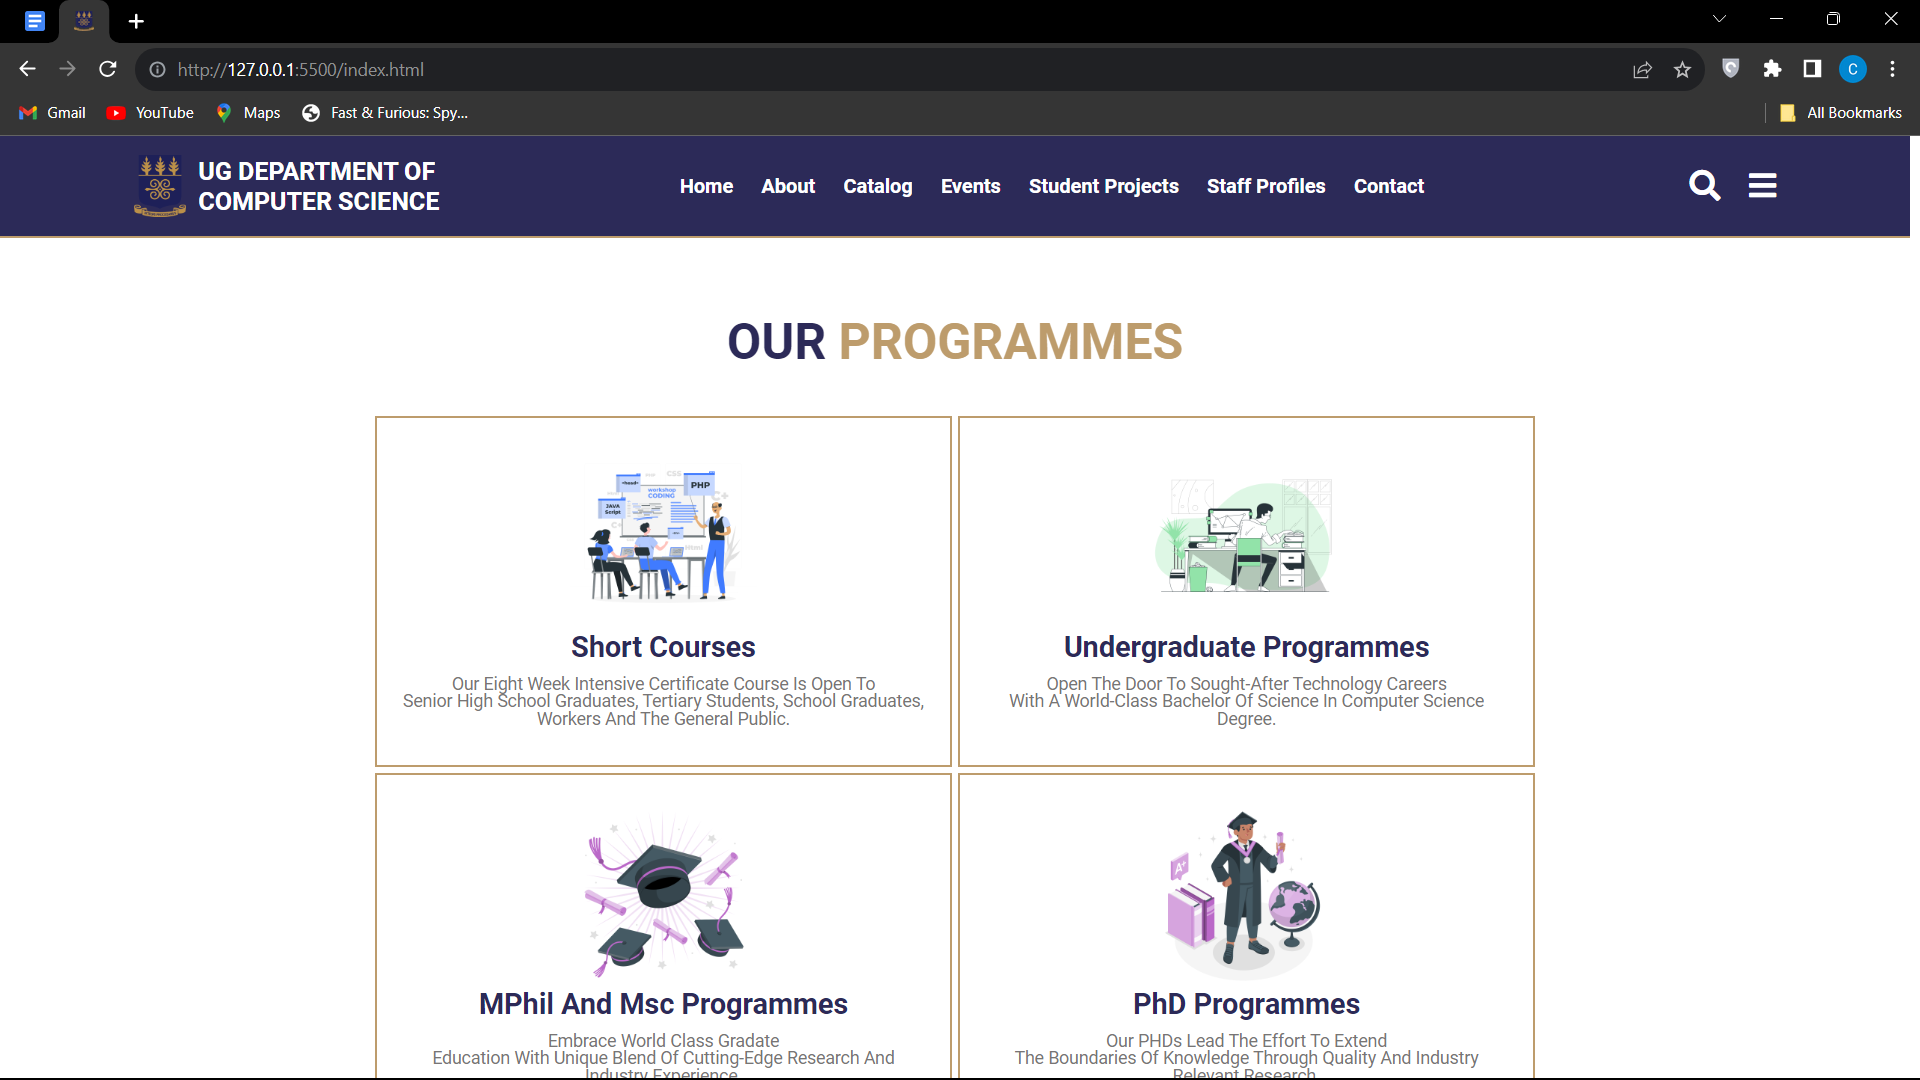 http://127.0.0.1:5500/index.html
C
Gmail YouTube Maps Fast & Furious: Spy... All Bookmarks
UG DEPARTMENT OF
COMPUTER SCIENCE
Home About Catalog Events Student Projects Staff Profiles Contact
OUR PROGRAMMES
CSS
<head>
PHP
workshop
CODING
C+
JAVA
Script
C+
html
Short Courses
Our Eight Week Intensive Certificate Course Is Open To
Senior High School Graduates, Tertiary Students, School Graduates,
Workers And The General Public.
Undergraduate Programmes
Open The Door To Sought-After Technology Careers
With A World-Class Bachelor Of Science In Computer Science
Degree.
MPhil And Msc Programmes
Embrace World Class Gradate
Education With Unique Blend Of Cutting-Edge Research And
Industry Experience
A+
PhD Programmes
Our PHDs Lead The Effort To Extend
The Boundaries Of Knowledge Through Quality And Industry
Relevant Research